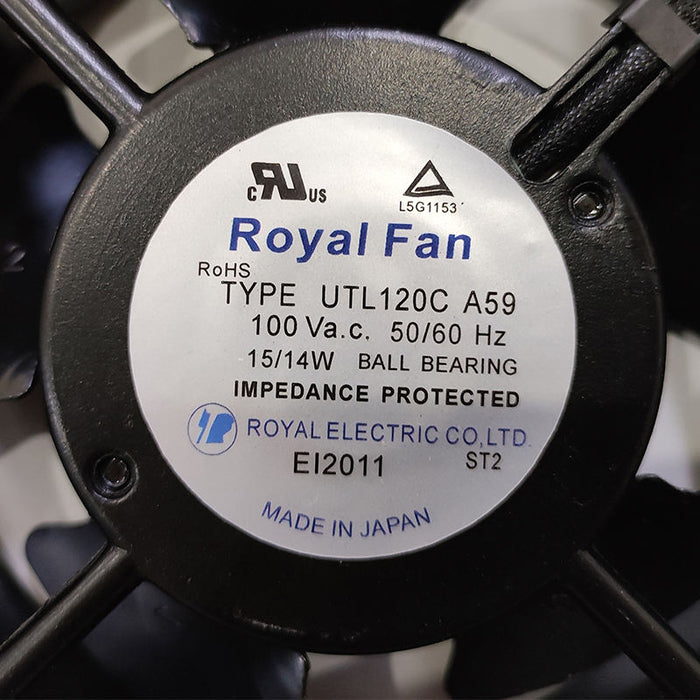 c RU US
L5G1153
Royal Fan
RoHS
TYPE UTL120C A59
100 Va.c. 50/60 Hz
15/14W BALL BEARING
IMPEDANCE PROTECTED
ROYAL ELECTRIC CO,LTD.
EI2011 ST2
MADE IN JAPAN